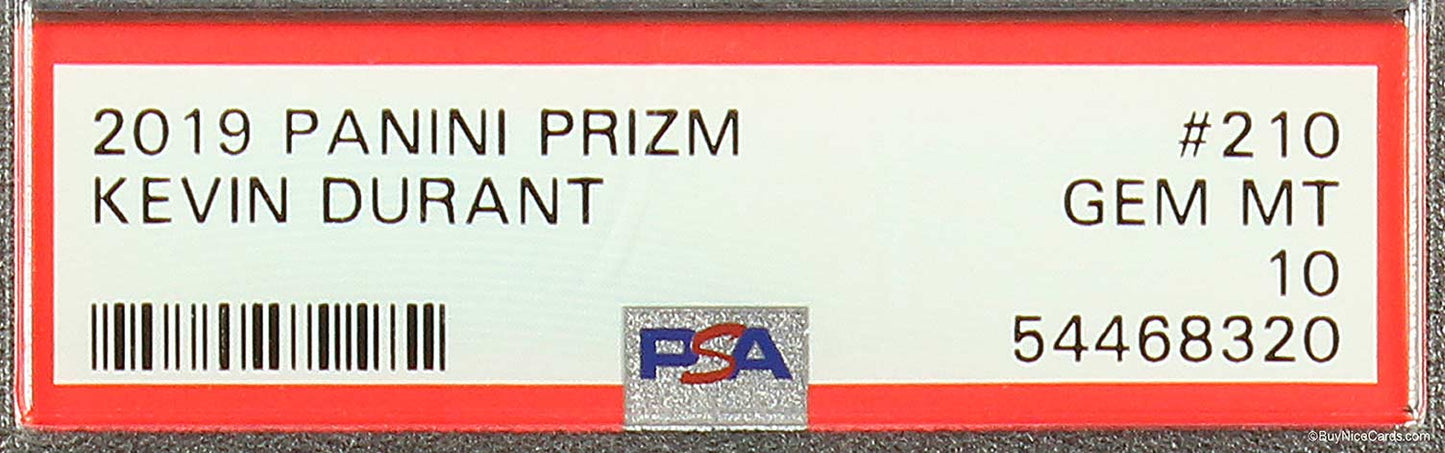 2019 PANINI PRIZM #210
KEVIN DURANT GEM MT
10
54468320
PSA
©BuyNiceCards.com